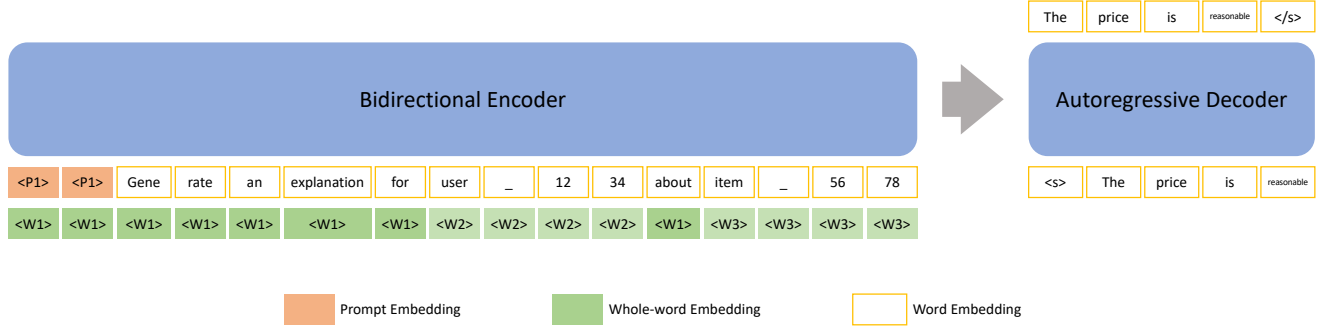 The price is reasonable </s>
Bidirectional Encoder
Autoregressive Decoder
<P1> <P1> Gene rate an explanation for user _ 12 34 about item _ 56 78
<s> The price is reasonable
<W1> <W1> <W1> <W1> <W1> <W1> <W1> <W2> <W2> <W2> <W2> <W1> <W3> <W3> <W3> <W3>
Prompt Embedding
Whole-word Embedding
Word Embedding